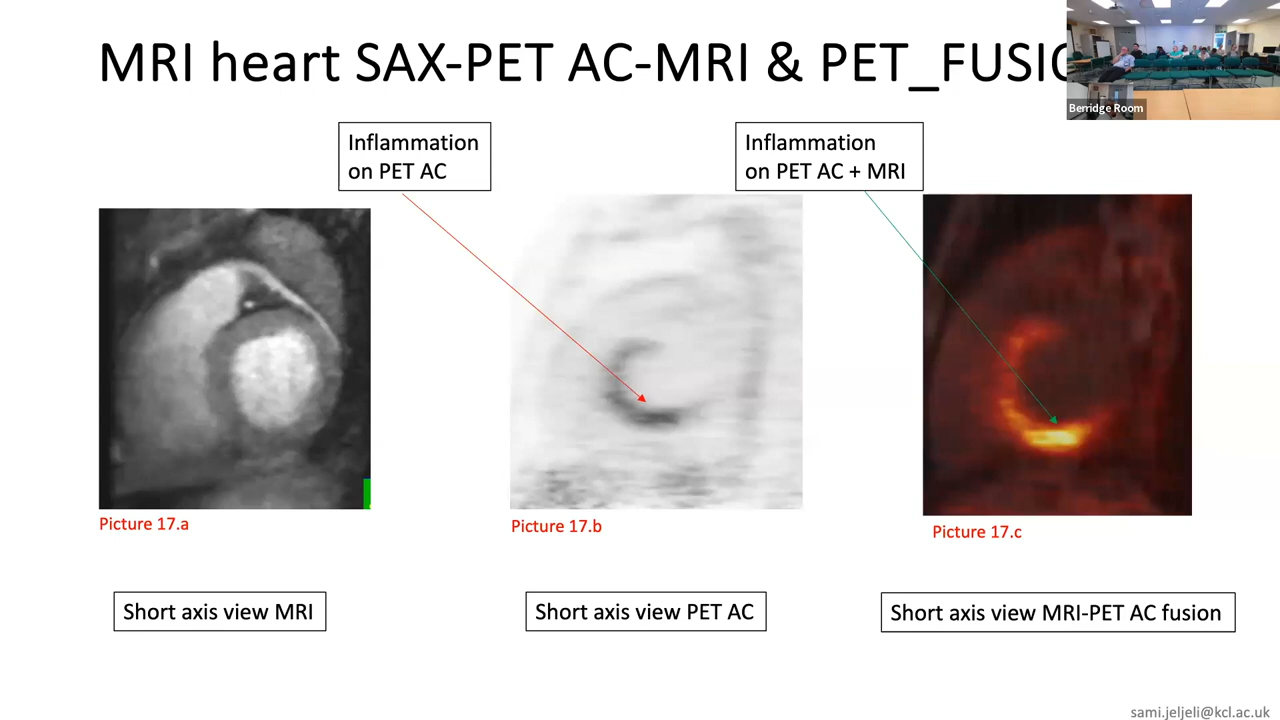 MRI heart SAX-PET AC-MRI & PET_FUSIO
Berridge Room
Inflammation
on PET AC
Inflammation
on PET AC + MRI
Picture 17.a
Picture 17.b
Picture 17.c
Short axis view MRI
Short axis view PET AC
Short axis view MRI-PET AC fusion
sami.jeljeli@kcl.ac.uk